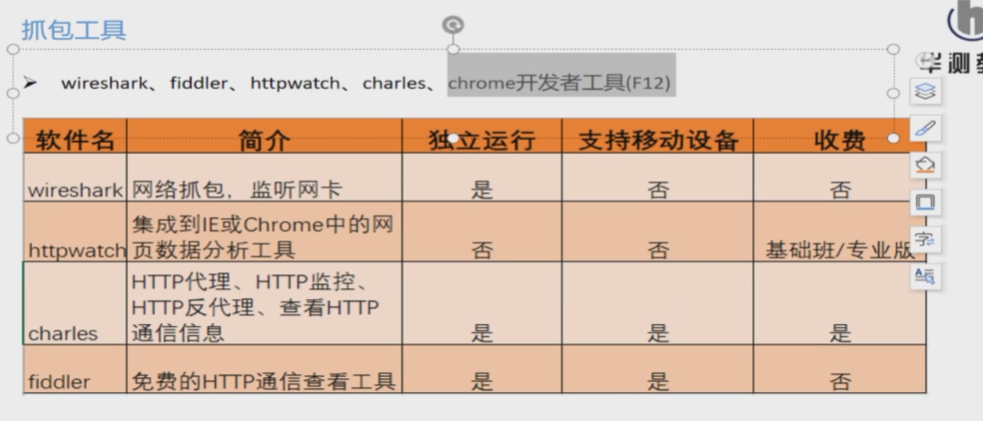 抓包工具
➢ wireshark、fiddler、httpwatch、charles、chrome开发者工具(F12)
软件名 简介 独立运行 支持移动设备 收费
wireshark 网络抓包，监听网卡 是 否 否
集成到IE或Chrome中的网
httpwatch 页数据分析工具 否 否 基础班/专业版
HTTP代理、HTTP监控、
HTTP反代理、查看HTTP
charles 通信信息 是 是 是
fiddler 免费的HTTP通信查看工具 是 是 否
h
华测
字